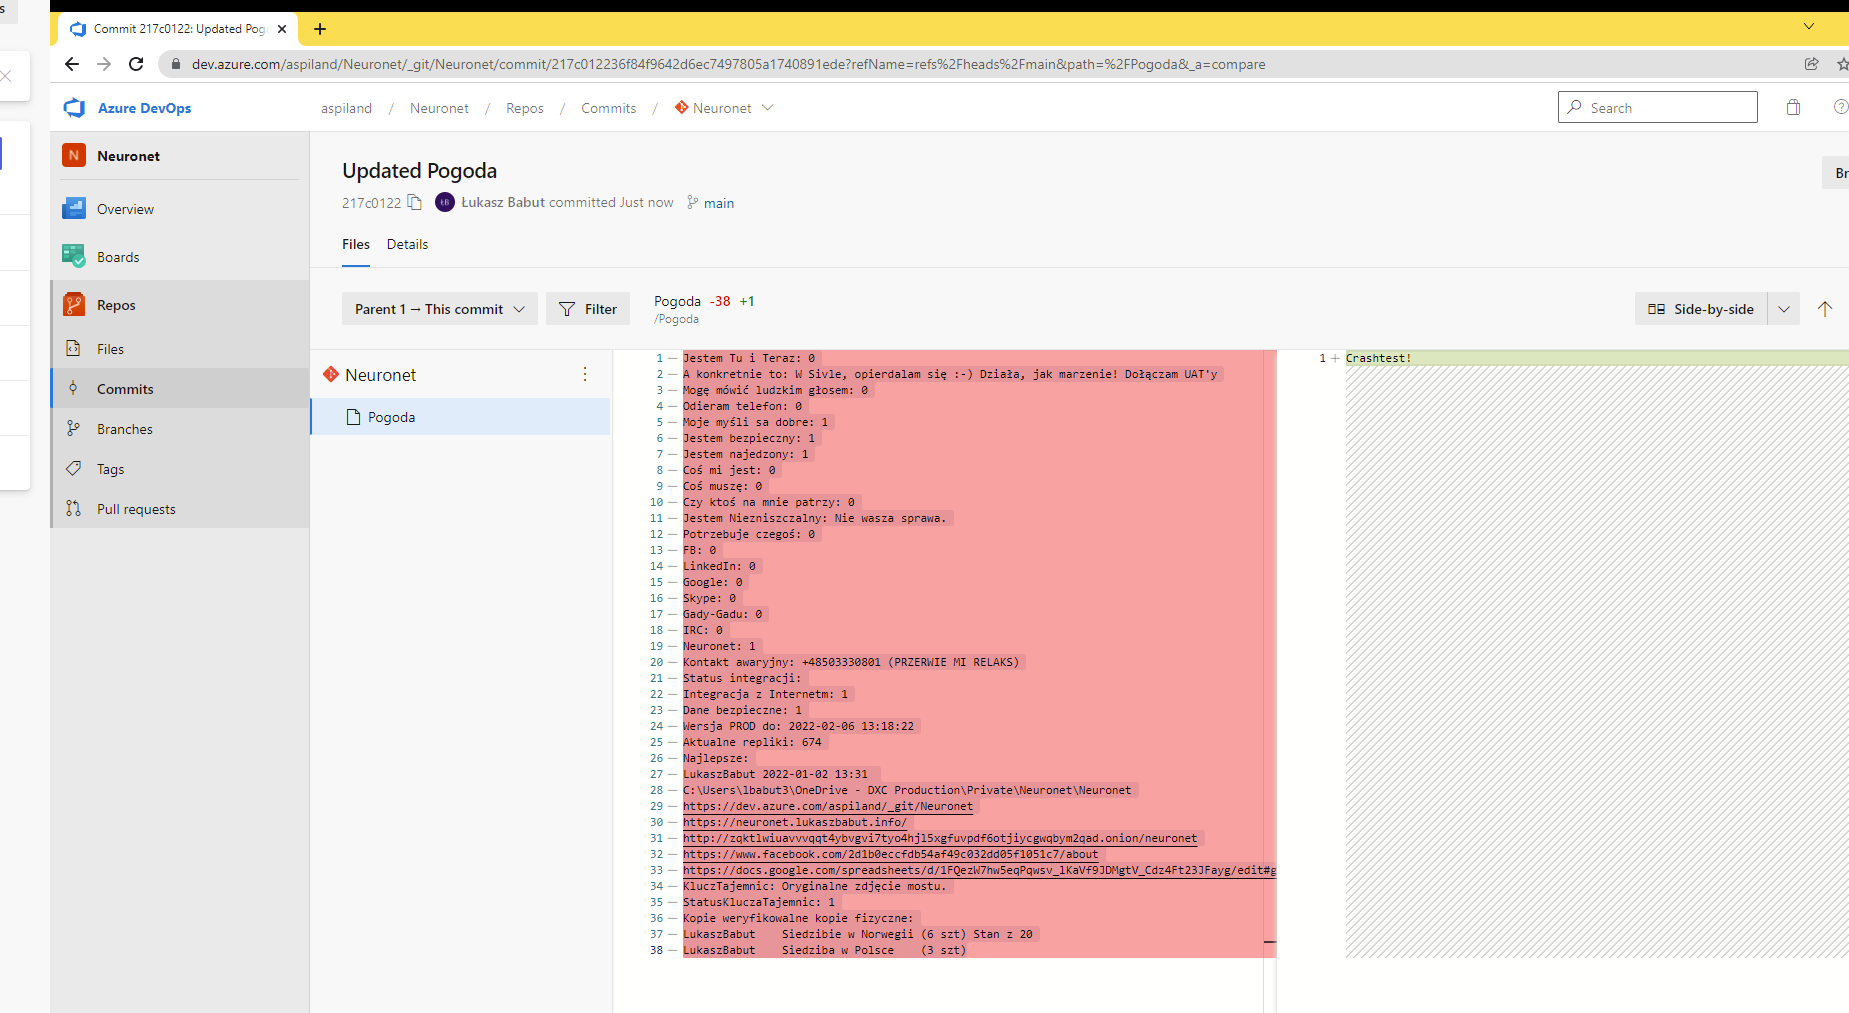 s
Commit 217c0122: Updated Pog
dev.azure.com/aspiland/Neuronet/_git/Neuronet/commit/217c012236f84f9642d6ec7497805a1740891ede?refName=refs%2Fheads%2Fmain&path=%2FPogoda&_a=compare
Azure DevOps
aspiland / Neuronet / Repos / Commits / Neuronet
Search
N Neuronet
Overview
Boards
Repos
Files
Commits
Branches
Tags
Pull requests
Updated Pogoda
Br
217c0122 ŁB Łukasz Babut committed Just now main
Files Details
Parent 1 → This commit
Filter
Pogoda -38 +1
/Pogoda
Side-by-side
Neuronet
Pogoda
1 — Jestem Tu i Teraz: 0
2 — A konkretnie to: W Sivle, opierdalam się :-) Działa, jak marzenie! Dołączam UAT'y
3 — Mogę mówić ludzkim głosem: 0
4 — Odieram telefon: 0
5 — Moje myśli sa dobre: 1
6 — Jestem bezpieczny: 1
7 — Jestem najedzony: 1
8 — Coś mi jest: 0
9 — Coś muszę: 0
10 — Czy ktoś na mnie patrzy: 0
11 — Jestem Niezniszczalny: Nie wasza sprawa.
12 — Potrzebuje czegoś: 0
13 — FB: 0
14 — LinkedIn: 0
15 — Google: 0
16 — Skype: 0
17 — Gady-Gadu: 0
18 — IRC: 0
19 — Neuronet: 1
20 — Kontakt awaryjny: +48503330801 (PRZERWIE MI RELAKS)
21 — Status integracji:
22 — Integracja z Internetm: 1
23 — Dane bezpieczne: 1
24 — Wersja PROD do: 2022-02-06 13:18:22
25 — Aktualne repliki: 674
26 — Najlepsze:
27 — LukaszBabut 2022-01-02 13:31
28 — C:\Users\lbabut3\OneDrive - DXC Production\Private\Neuronet\Neuronet
29 — https://dev.azure.com/aspiland/_git/Neuronet
30 — https://neuronet.lukaszbabut.info/
31 — http://zqktlwiuavvvqqt4ybvgvi7tyo4hjl5xgfuvpdf6otjiycgwqbym2qad.onion/neuronet
32 — https://www.facebook.com/2d1b0eccfdb54af49c032dd05f1051c7/about
33 — https://docs.google.com/spreadsheets/d/1FQezW7hw5eqPqwsv_lKaVf9JDMgtV_Cdz4Ft23JFayg/edit#g
34 — KluczTajemnic: Oryginalne zdjęcie mostu.
35 — StatusKluczaTajemnic: 1
36 — Kopie weryfikowalne kopie fizyczne:
37 — LukaszBabut Siedzibie w Norwegii (6 szt) Stan z 20
38 — LukaszBabut Siedziba w Polsce (3 szt)
1 + Crashtest!